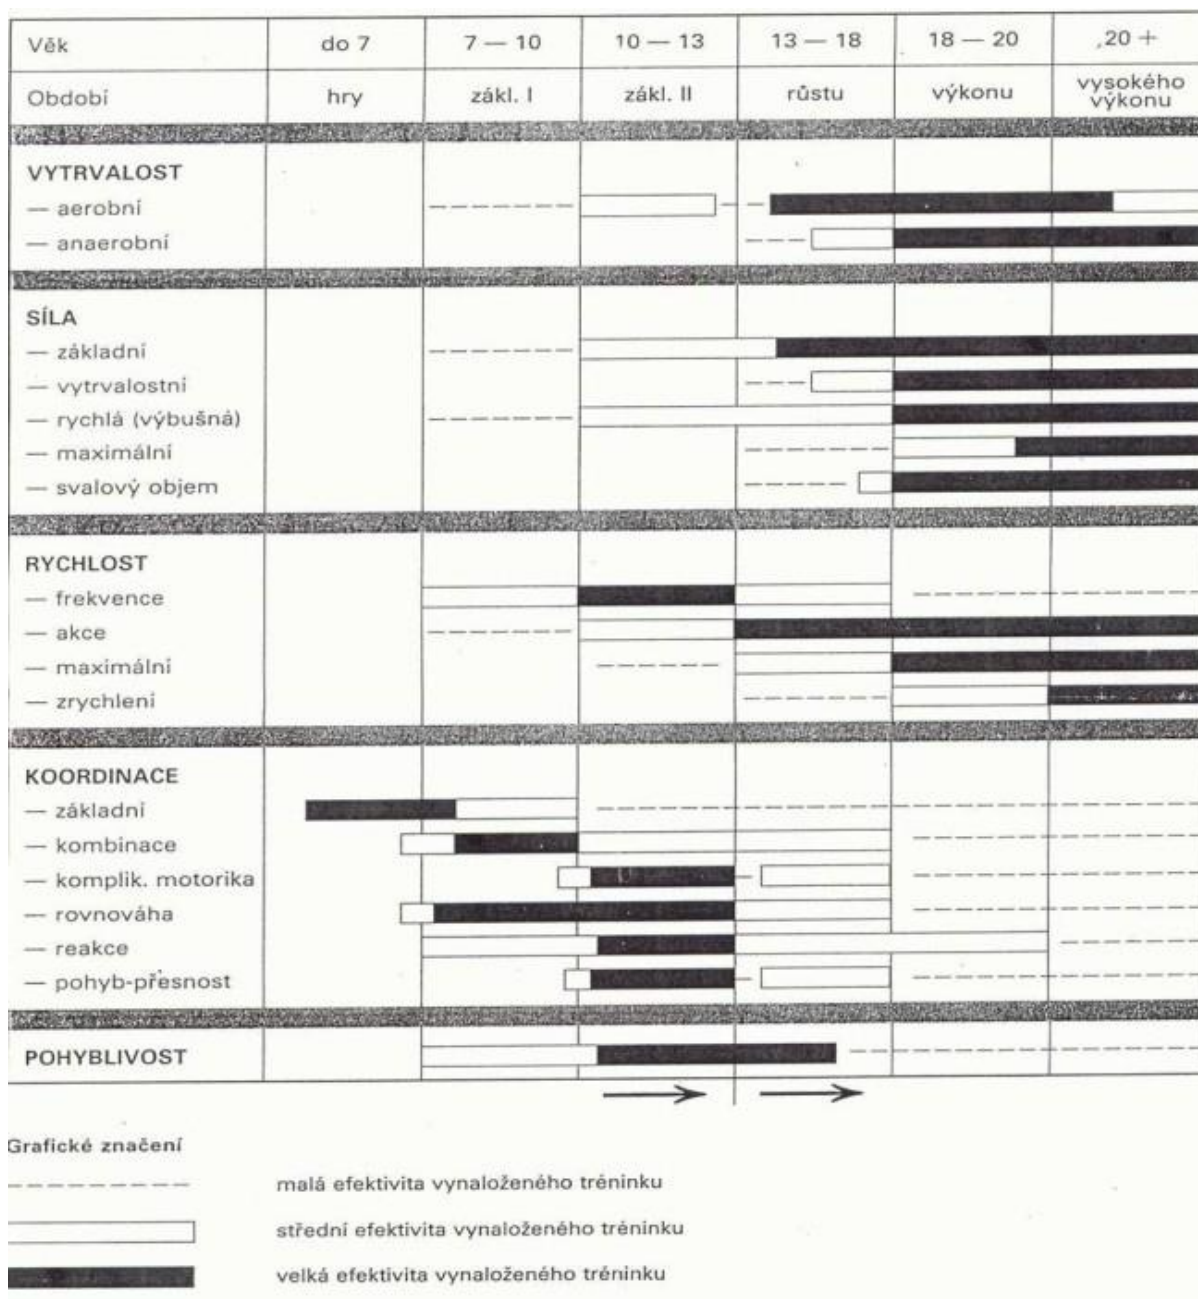 Věk do 7 7 — 10 10 — 13 13 — 18 18 — 20 ,20 +
Období hry zákl. I zákl. II růstu výkonu vysokého výkonu
VYTRVALOST
— aerobní
— anaerobní
SÍLA
— základní
— vytrvalostní
— rychlá (výbušná)
— maximální
— svalový objem
RYCHLOST
— frekvence
— akce
— maximální
— zrychlení
KOORDINACE
— základní
— kombinace
— komplik. motorika
— rovnováha
— reakce
— pohyb-přesnost
POHYBLIVOST
Grafické značení
malá efektivita vynaloženého tréninku
střední efektivita vynaloženého tréninku
velká efektivita vynaloženého tréninku